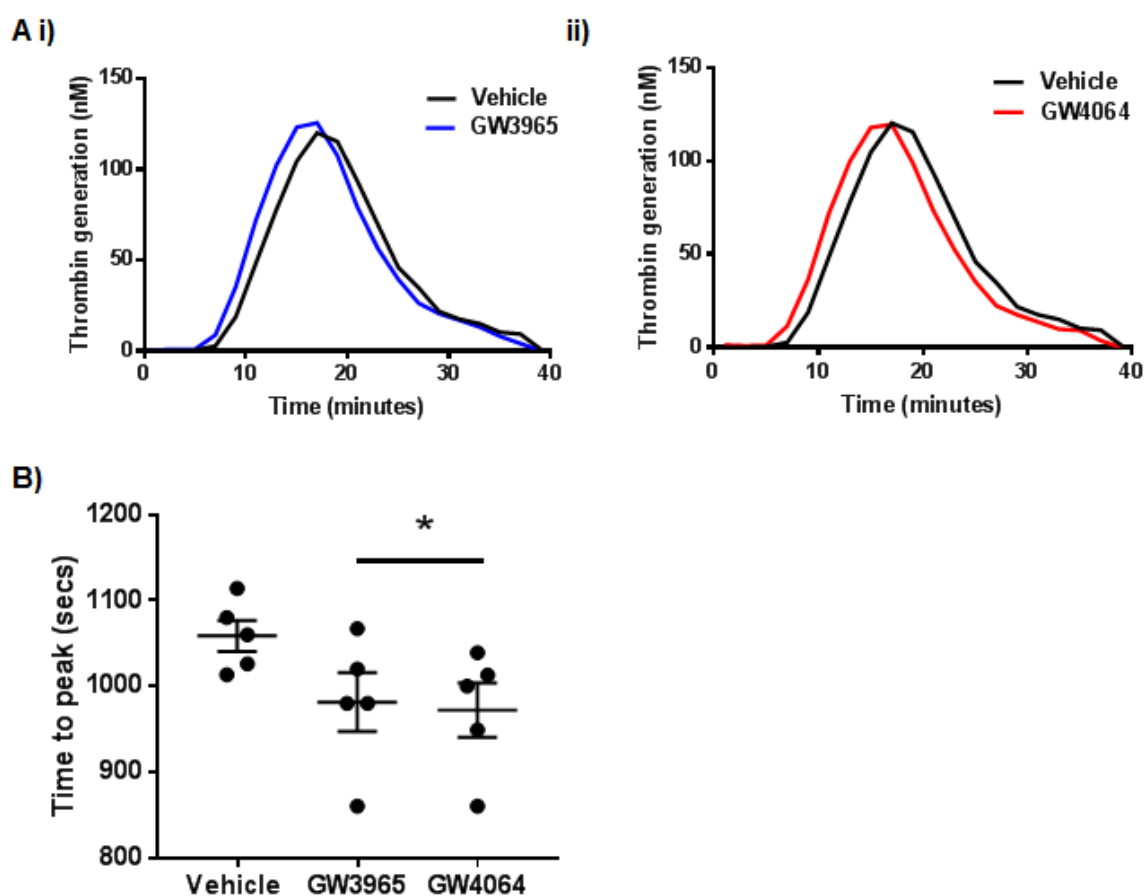 A i)
150
100
50
0
Thrombin generation (nM)
Vehicle
GW3965
0 10 20 30 40
Time (minutes)
ii)
150
100
50
0
Thrombin generation (nM)
Vehicle
GW4064
0 10 20 30 40
Time (minutes)
B)
1200
1100
1000
900
800
Time to peak (secs)
*
Vehicle GW3965 GW4064